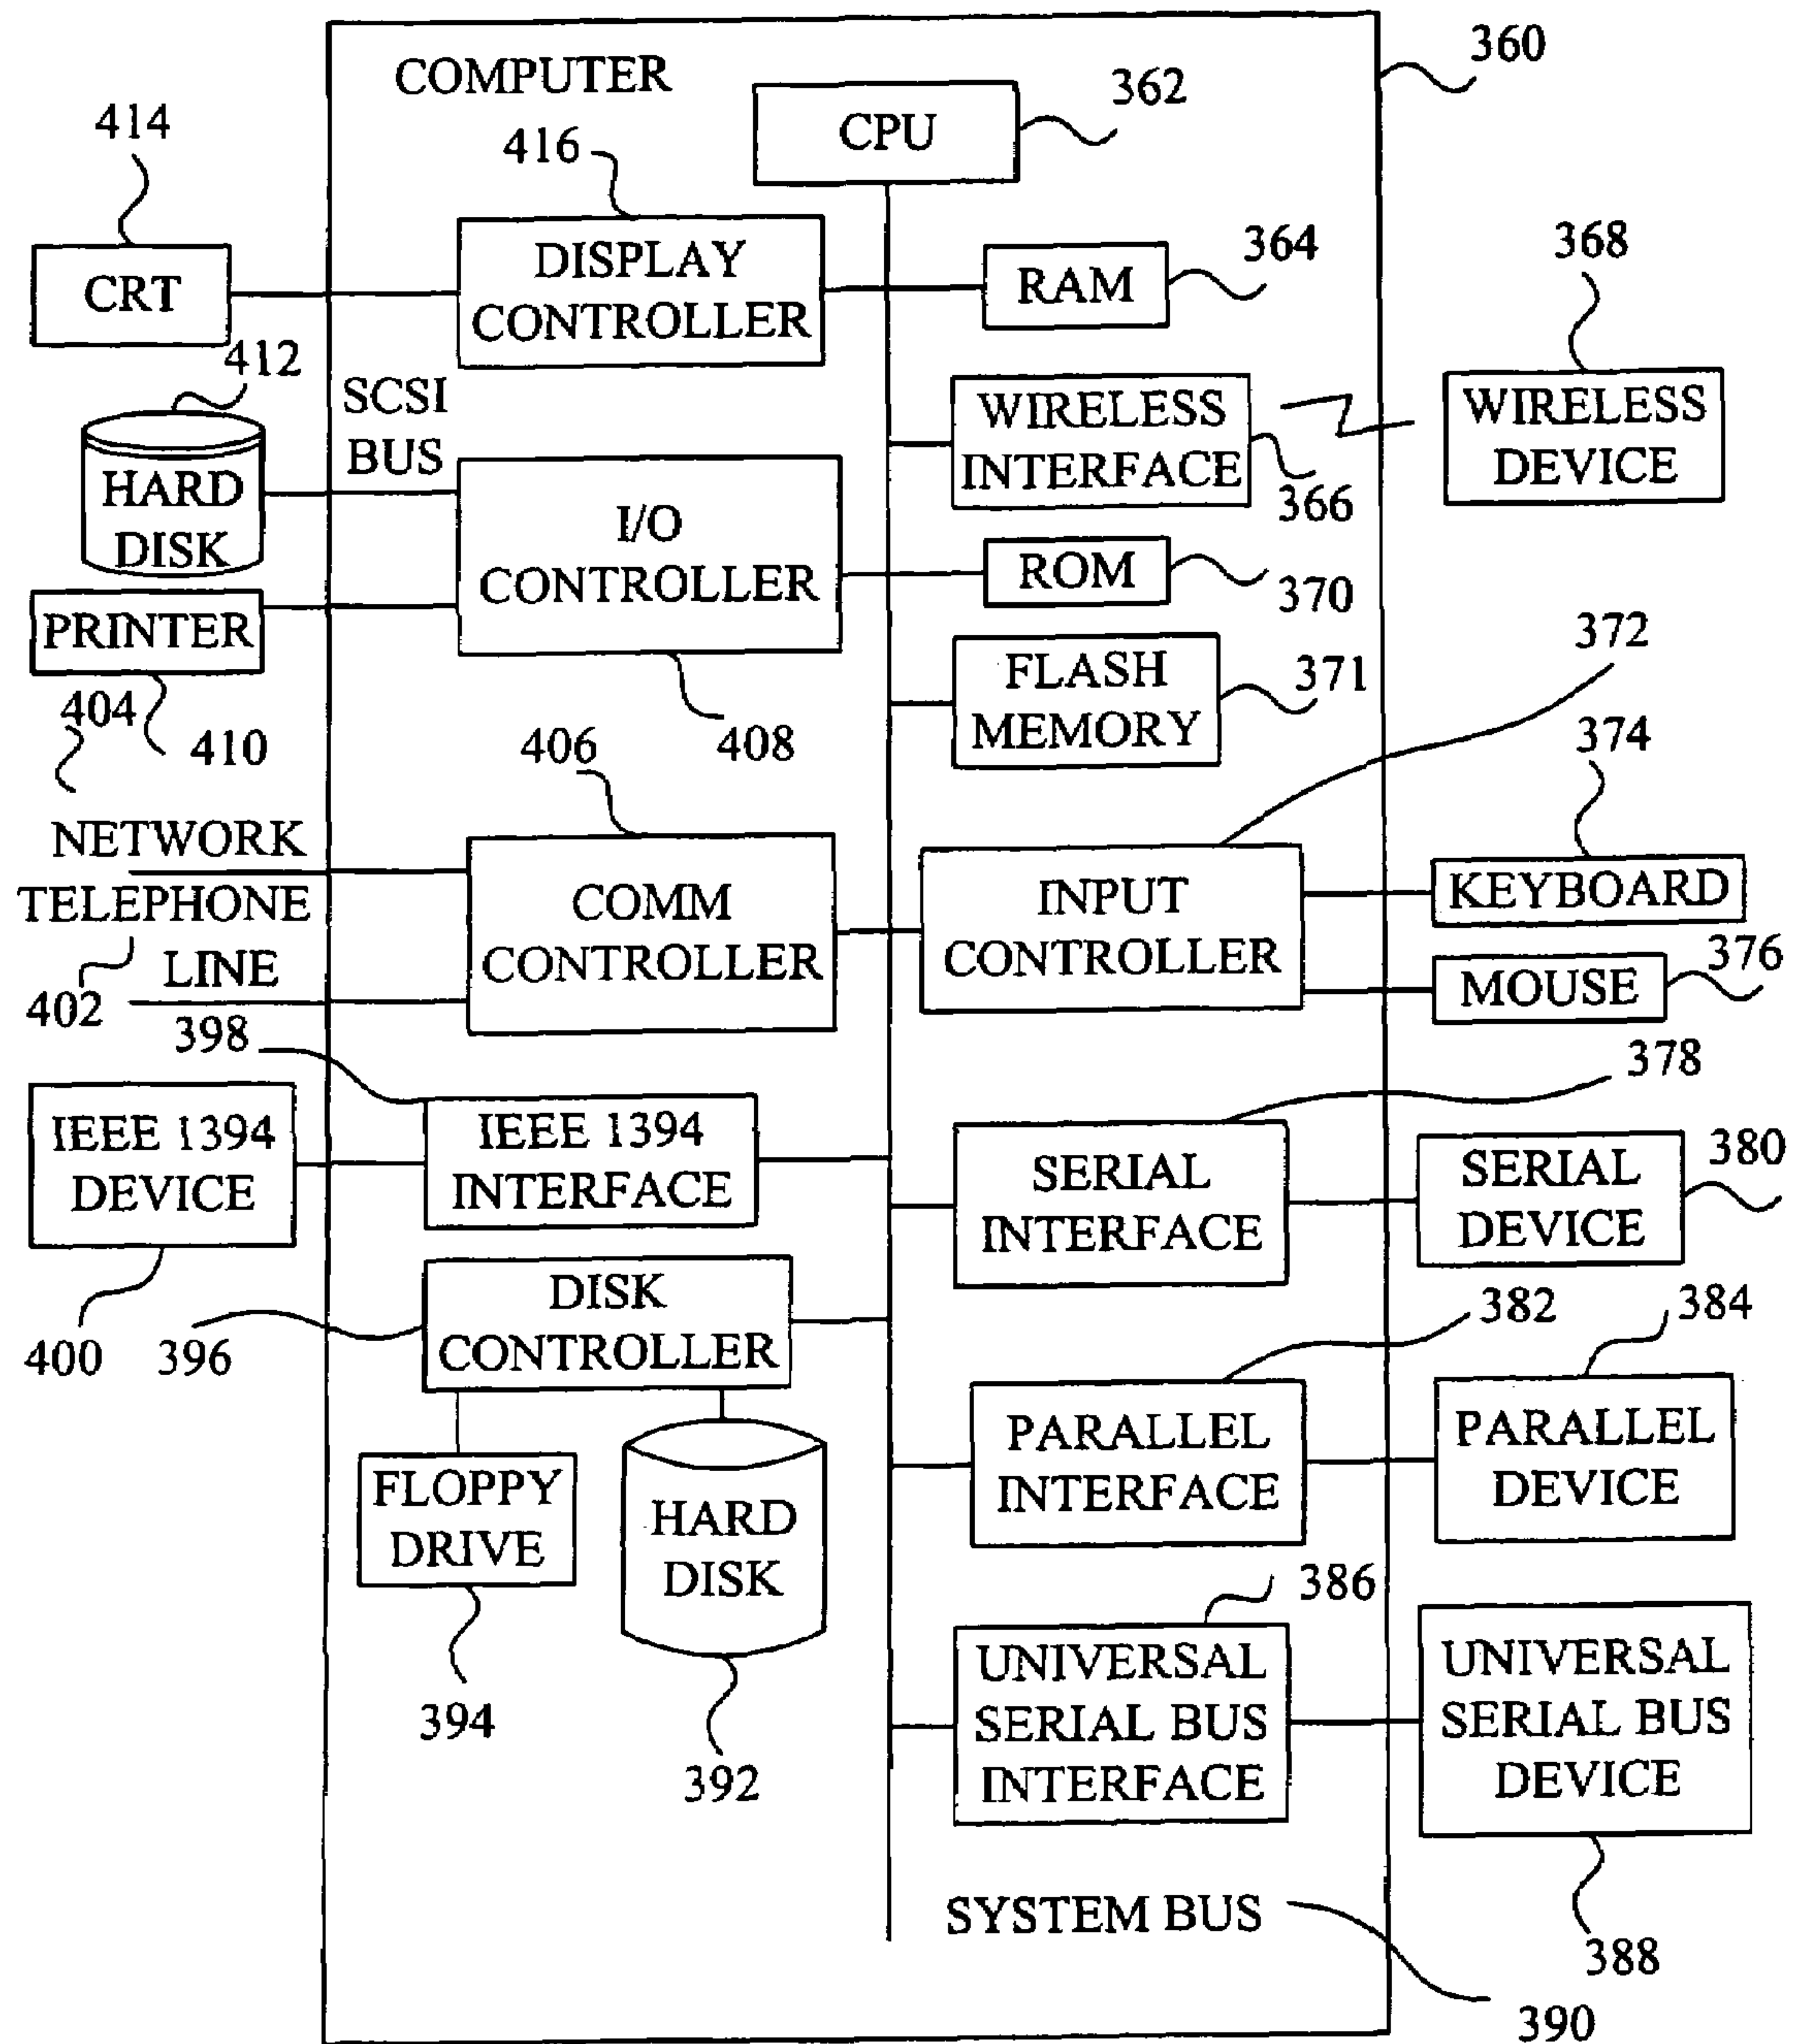 360
COMPUTER
362
414
CPU
416
364
368
DISPLAY
CONTROLLER
CRT
RAM
412
SCSI
BUS
WIRELESS
INTERFACE
WIRELESS
DEVICE
366
HARD
DISK
I/O
CONTROLLER
ROM
370
PRINTER
372
404
410
408
FLASH
MEMORY
371
406
374
NETWORK
TELEPHONE
LINE
402
COMM
CONTROLLER
INPUT
CONTROLLER
KEYBOARD
376
MOUSE
398
378
IEEE 1394
DEVICE
IEEE 1394
INTERFACE
SERIAL
INTERFACE
SERIAL
DEVICE
380
400
396
DISK
CONTROLLER
382
384
FLOPPY
DRIVE
HARD
DISK
PARALLEL
INTERFACE
PARALLEL
DEVICE
394
392
386
UNIVERSAL
SERIAL BUS
INTERFACE
UNIVERSAL
SERIAL BUS
DEVICE
388
SYSTEM BUS
390